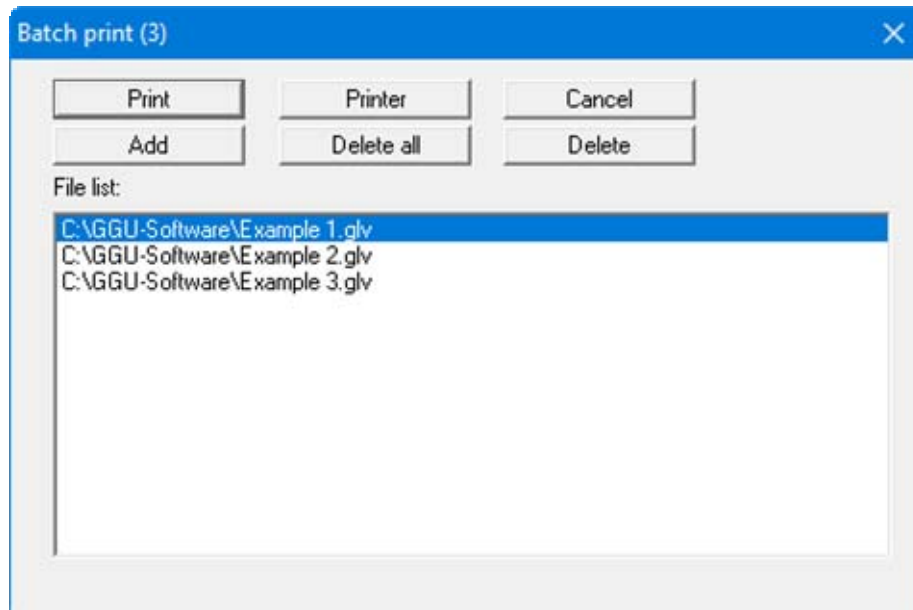 Batch print (3)
Print Printer Cancel
Add Delete all Delete
File list:
C:\GGU-Software\Example 1.glv
C:\GGU-Software\Example 2.glv
C:\GGU-Software\Example 3.glv